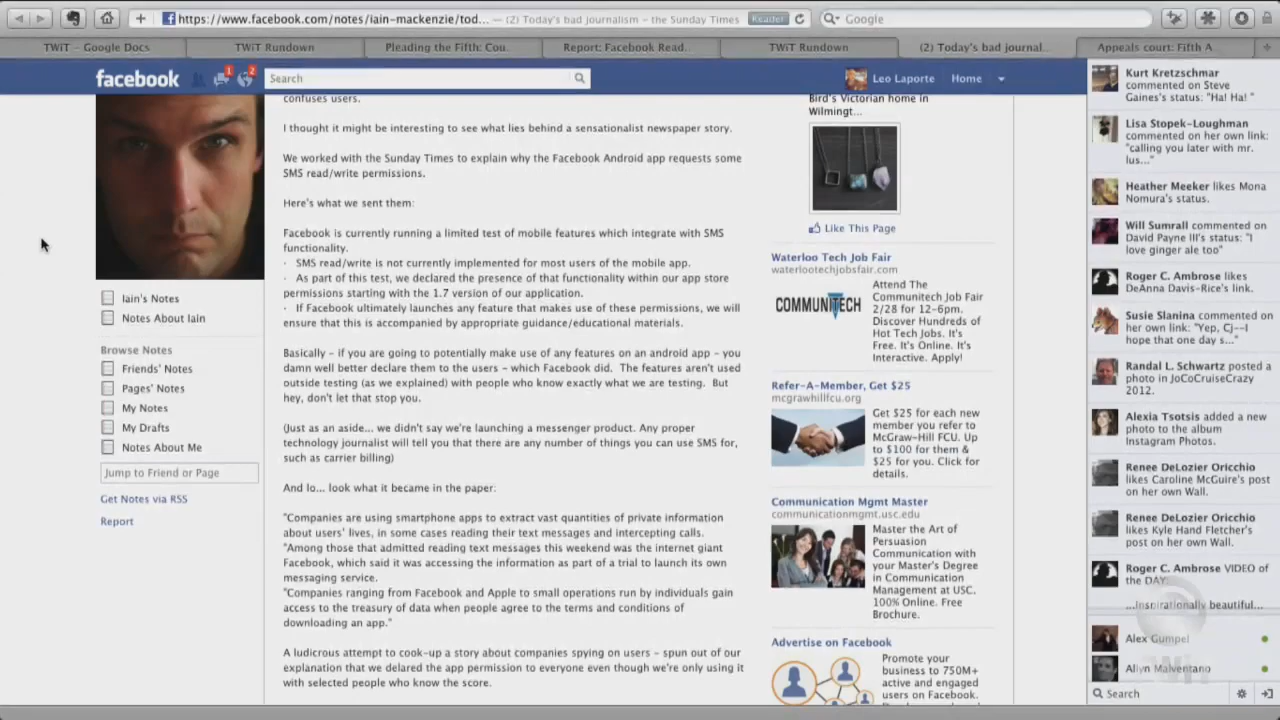 https://www.facebook.com/notes/iain-mackenzie/tod... — (2) Today's bad journalism – the Sunday Times
Reader
Google
TWiT – Google Docs
TWiT Rundown
Pleading the Fifth: Cou...
Report: Facebook Read...
TWiT Rundown
(2) Today's bad journal...
Appeals court: Fifth A...
facebook
1
2
Search
Leo Laporte
Home
confuses users.
I thought it might be interesting to see what lies behind a sensationalist newspaper story.
We worked with the Sunday Times to explain why the Facebook Android app requests some
SMS read/write permissions.
Here's what we sent them:
Facebook is currently running a limited test of mobile features which integrate with SMS
functionality.
· SMS read/write is not currently implemented for most users of the mobile app.
· As part of this test, we declared the presence of that functionality within our app store
permissions starting with the 1.7 version of our application.
· If Facebook ultimately launches any feature that makes use of these permissions, we will
ensure that this is accompanied by appropriate guidance/educational materials.
Basically – if you are going to potentially make use of any features on an android app – you
damn well better declare them to the users – which Facebook did. The features aren't used
outside testing (as we explained) with people who know exactly what we are testing. But
hey, don't let that stop you.
(Just as an aside... we didn't say we're launching a messenger product. Any proper
technology journalist will tell you that there are any number of things you can use SMS for,
such as carrier billing)
And lo... look what it became in the paper:
"Companies are using smartphone apps to extract vast quantities of private information
about users' lives, in some cases reading their text messages and intercepting calls.
"Among those that admitted reading text messages this weekend was the internet giant
Facebook, which said it was accessing the information as part of a trial to launch its own
messaging service.
"Companies ranging from Facebook and Apple to small operations run by individuals gain
access to the treasury of data when people agree to the terms and conditions of
downloading an app."
A ludicrous attempt to cook-up a story about companies spying on users – spun out of our
explanation that we delared the app permission to everyone even though we're only using it
with selected people who know the score.
Iain's Notes
Notes About Iain
Browse Notes
Friends' Notes
Pages' Notes
My Notes
My Drafts
Notes About Me
Jump to Friend or Page
Get Notes via RSS
Report
Bird's Victorian home in
Wilmingt...
Like This Page
Waterloo Tech Job Fair
waterlootechjobsfair.com
COMMUNITECH
Attend The
Communitech Job Fair
2/28 for 12-6pm.
Discover Hundreds of
Hot Tech Jobs. It's
Free. It's Online. It's
Interactive. Apply!
Refer-A-Member, Get $25
mcgrawhillfcu.org
Get $25 for each new
member you refer to
McGraw-Hill FCU. Up
to $100 for them &
$25 for you. Click for
details.
Communication Mgmt Master
communicationmgmt.usc.edu
Master the Art of
Persuasion
Communication with
your Master's Degree
in Communication
Management at USC.
100% Online. Free
Brochure.
Advertise on Facebook
Promote your
business to 750M+
active and engaged
users on Facebook.
Kurt Kretzschmar
commented on Steve
Gaines's status: "Ha! Ha! "
Lisa Stopek-Loughman
commented on her own link:
"calling you later with mr.
lus..."
Heather Meeker likes Mona
Nomura's status.
Will Sumrall commented on
David Payne III's status: "I
love ginger ale too"
Roger C. Ambrose likes
DeAnna Davis-Rice's link.
Susie Slanina commented on
her own link: "Yep, Cj--I
hope that one day s..."
Randal L. Schwartz posted a
photo in JoCoCruiseCrazy
2012.
Alexia Tsotsis added a new
photo to the album
Instagram Photos.
Renee DeLozier Oricchio
likes Caroline McGuire's post
on her own Wall.
Renee DeLozier Oricchio
likes Kyle Hand Fletcher's
post on her own Wall.
Roger C. Ambrose VIDEO of
the DAY:
...Inspirationally beautiful...
Alex Gumpel
Allyn Malventano
Search